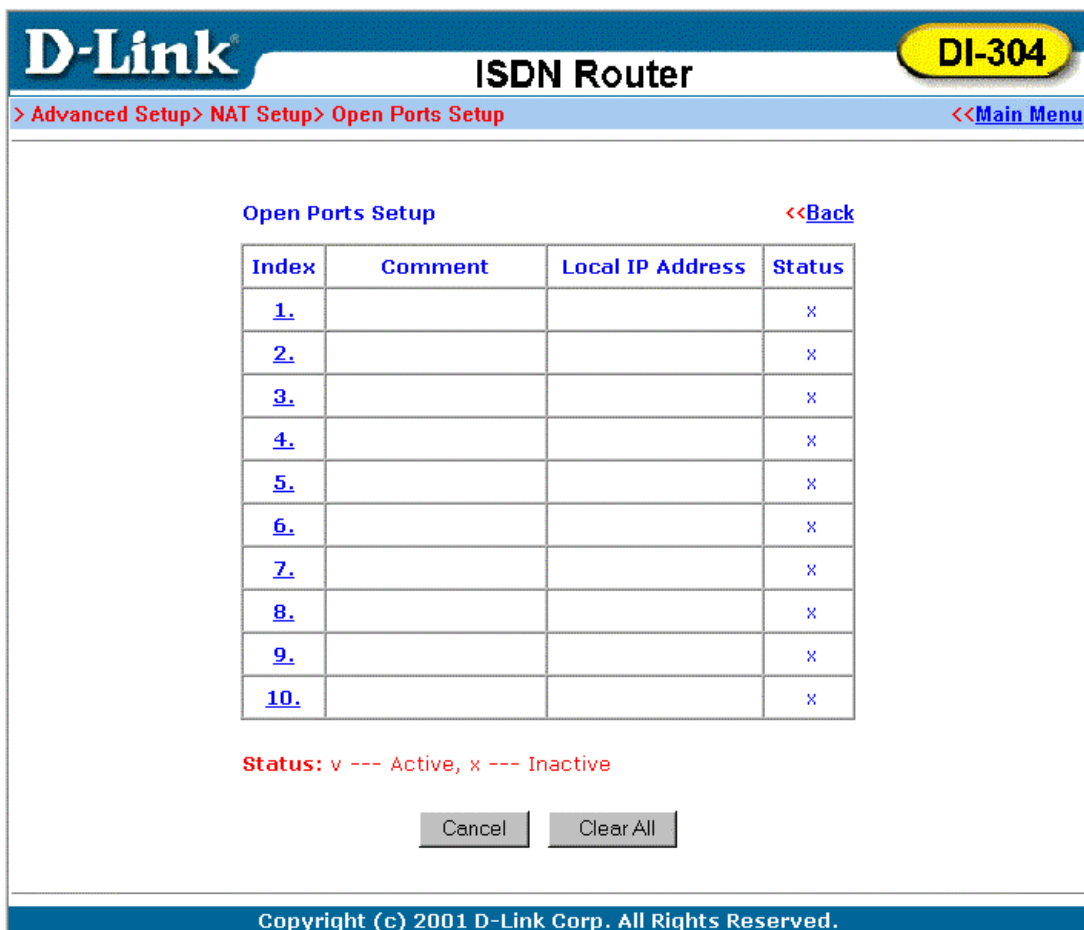 D-Link
ISDN Router
DI-304
> Advanced Setup> NAT Setup> Open Ports Setup <<Main Menu
Open Ports Setup <<Back
Index Comment Local IP Address Status
1. x
2. x
3. x
4. x
5. x
6. x
7. x
8. x
9. x
10. x
Status: v --- Active, x --- Inactive
Cancel Clear All
Copyright (c) 2001 D-Link Corp. All Rights Reserved.